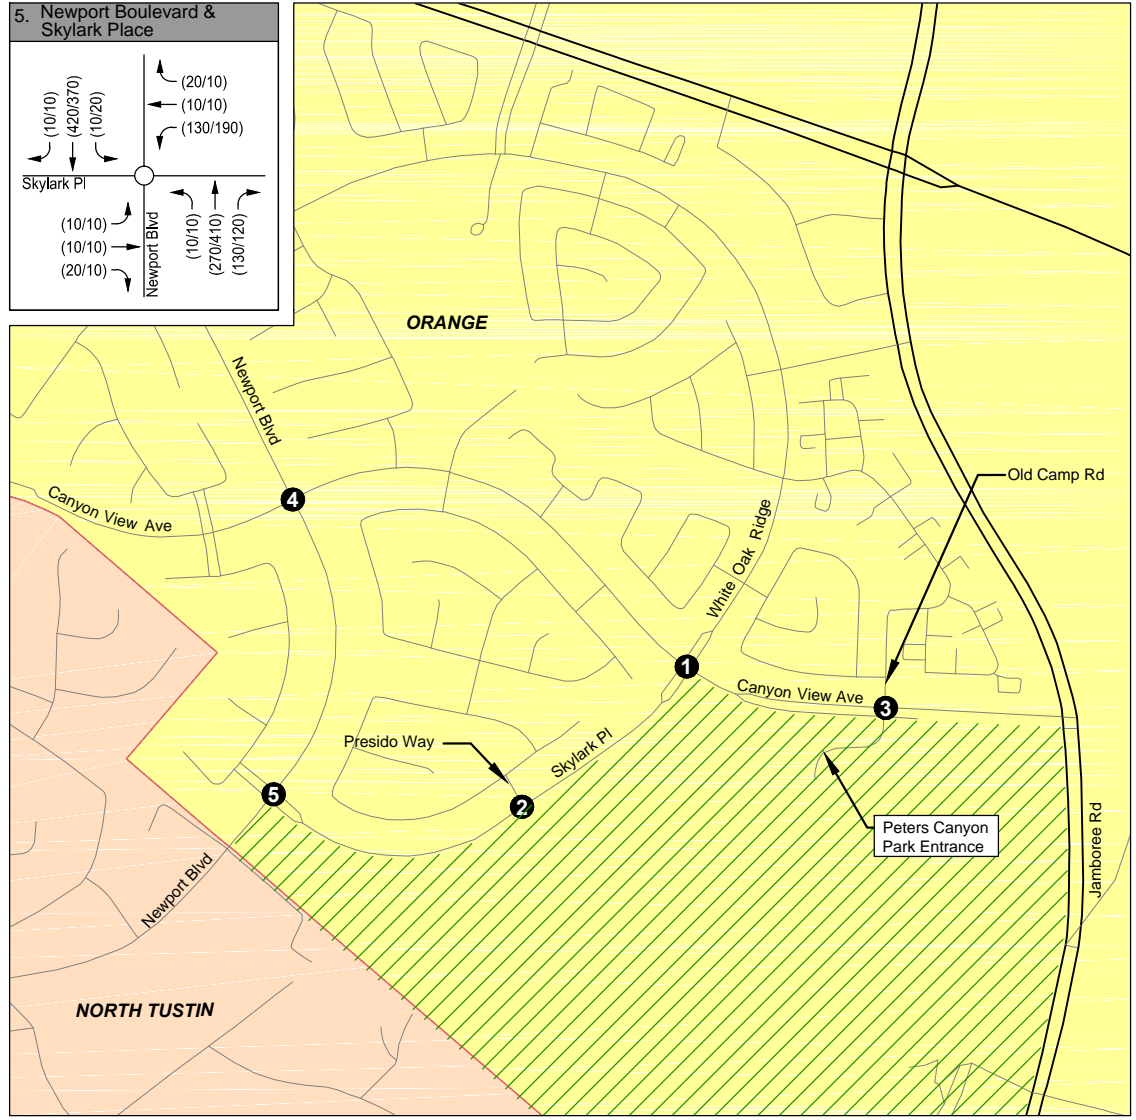 5. Newport Boulevard &
Skylark Place
(10/10)
(420/370)
(10/20)
(20/10)
(10/10)
(130/190)
Skylark Pl
Newport Blvd
(10/10)
(10/10)
(20/10)
(10/10)
(270/410)
(130/120)
ORANGE
Newport Blvd
Canyon View Ave
4
Old Camp Rd
White Oak Ridge
1
Canyon View Ave
3
Presido Way
Skylark Pl
5
2
Peters Canyon
Park Entrance
Jamboree Rd
Newport Blvd
NORTH TUSTIN